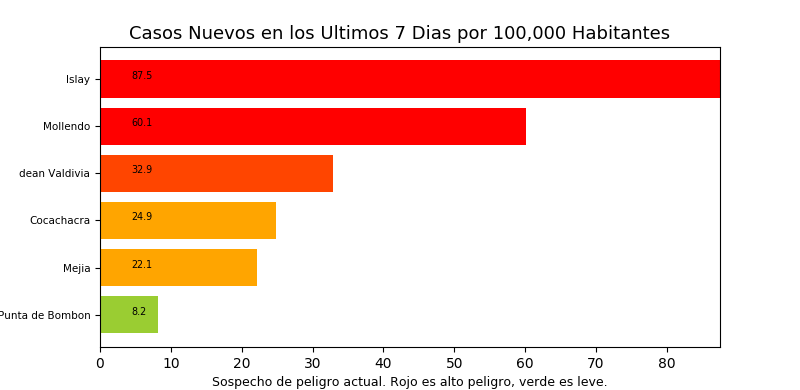 Casos Nuevos en los Ultimos 7 Dias por 100,000 Habitantes
Islay 87.5
Mollendo 60.1
dean Valdivia 32.9
Cocachacra 24.9
Mejia 22.1
Punta de Bombon 8.2
0 10 20 30 40 50 60 70 80
Sospecho de peligro actual. Rojo es alto peligro, verde es leve.